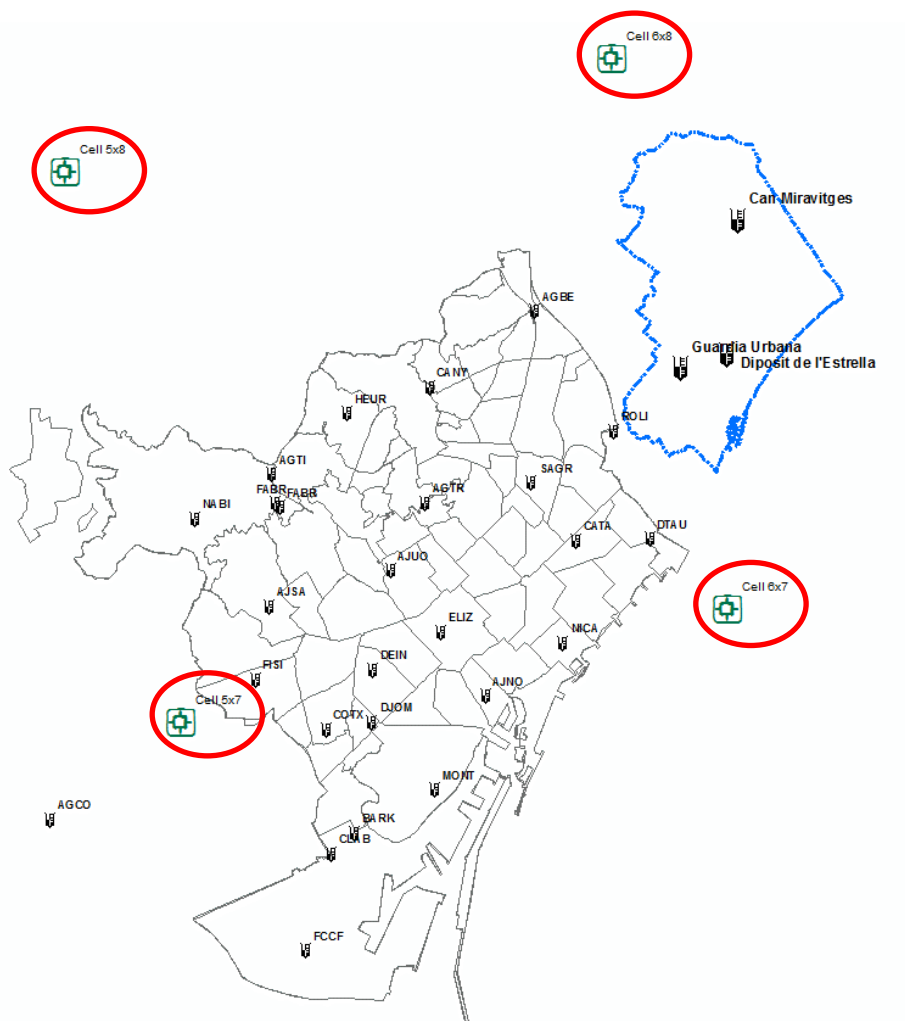 Cell 6x8
Cell 5x8
Can Miravitges
AGBE
Guardia Urbana
Diposit de l'Estrella
CANY
HEUR
ROLI
AGTI
SAGR
FABR
FABR
AGTR
NABI
CATA
DTAU
AJUO
AJSA
Cell 6x7
ELIZ
NICA
DEIN
FISI
AJNO
Cell 5x7
DJOM
COTX
MONT
AGCO
BARK
CLAB
FCCF